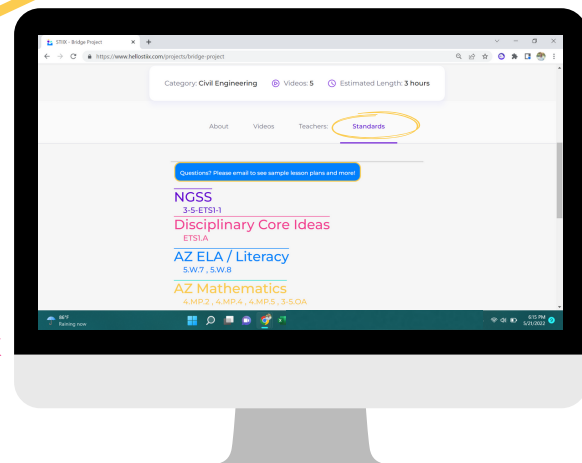 STIIX - Bridge Project
https://www.hellostiix.com/projects/bridge-project
Category: Civil Engineering Videos: 5 Estimated Length: 3 hours
About Videos Teachers: Standards
Questions? Please email to see sample lesson plans and more!
NGSS
3-5-ETS1-1
Disciplinary Core Ideas
ETS1.A
AZ ELA / Literacy
5.W.7 , 5.W.8
AZ Mathematics
4.MP.2 , 4.MP.4 , 4.MP.5 , 3-5.OA
86°F
Raining now
6:15 PM
5/21/2022